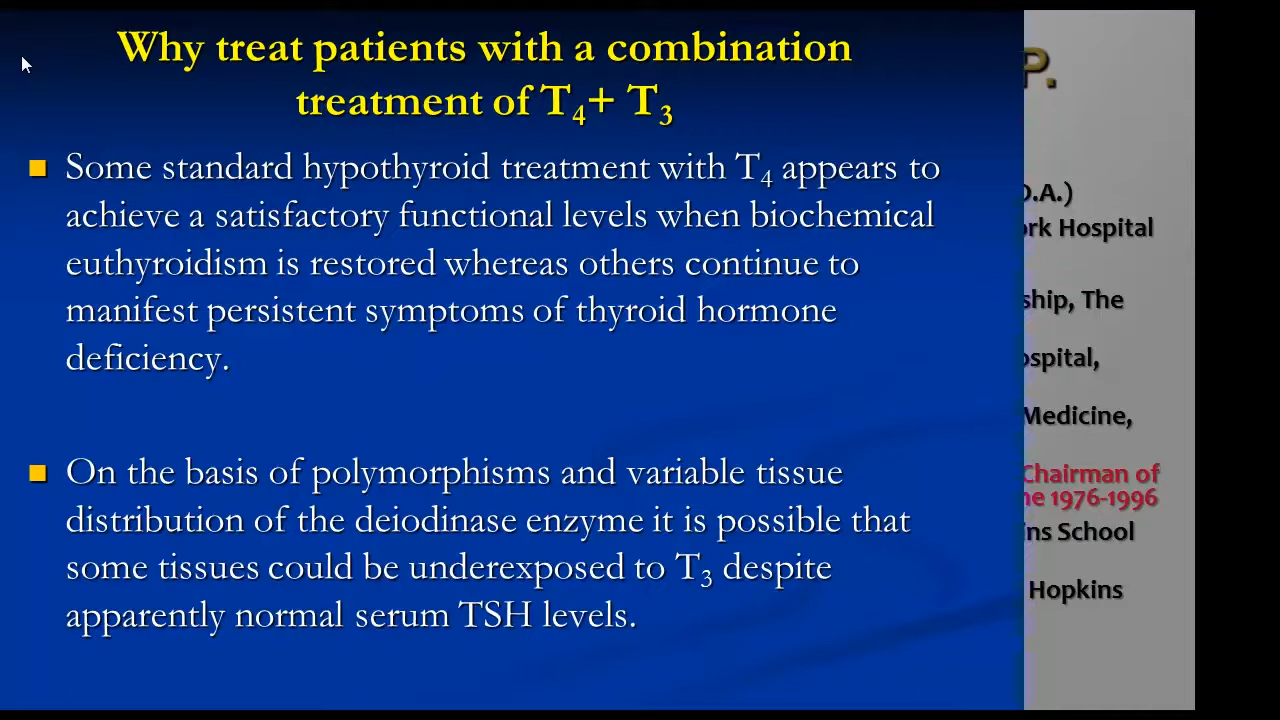 Why treat patients with a combination
treatment of T₄+ T₃
Some standard hypothyroid treatment with T₄ appears to
achieve a satisfactory functional levels when biochemical
euthyroidism is restored whereas others continue to
manifest persistent symptoms of thyroid hormone
deficiency.
On the basis of polymorphisms and variable tissue
distribution of the deiodinase enzyme it is possible that
some tissues could be underexposed to T₃ despite
apparently normal serum TSH levels.
P.
O.A.)
ork Hospital
ship, The
ospital,
Medicine,
Chairman of
ne 1976-1996
ins School
Hopkins